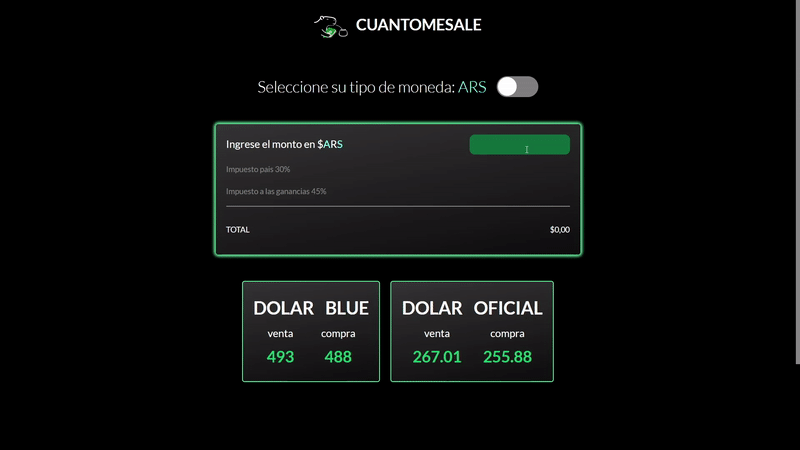 CUANTOMESALE
Seleccione su tipo de moneda: ARS
Ingrese el monto en $ARS
Impuesto pais 30%
Impuesto a las ganancias 45%
TOTAL $0,00
DOLAR BLUE
venta compra
493 488
DOLAR OFICIAL
venta compra
267.01 255.88